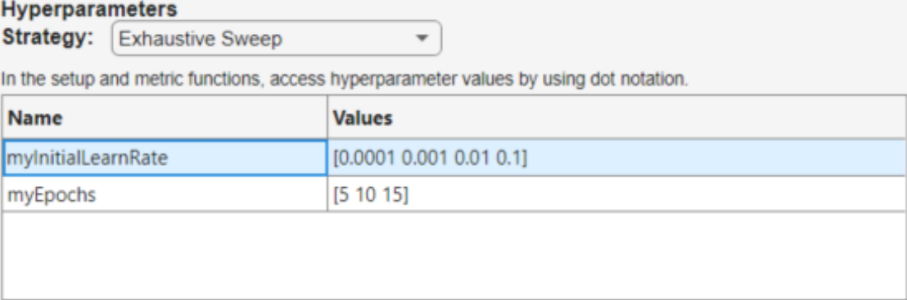 Hyperparameters
Strategy: Exhaustive Sweep
In the setup and metric functions, access hyperparameter values by using dot notation.
Name Values
myInitialLearnRate [0.0001 0.001 0.01 0.1]
myEpochs [5 10 15]